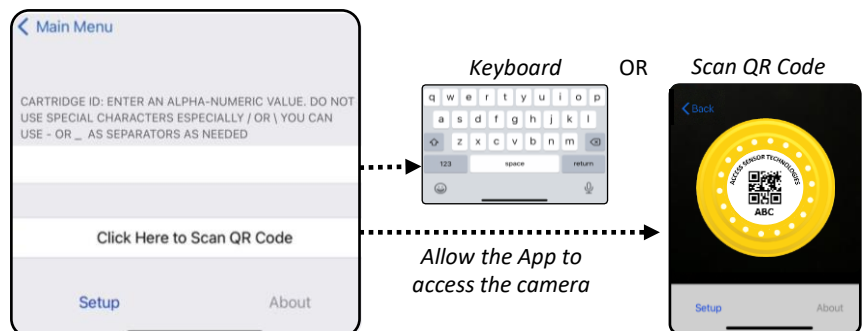 Main Menu
CARTRIDGE ID: ENTER AN ALPHA-NUMERIC VALUE. DO NOT
USE SPECIAL CHARACTERS ESPECIALLY / OR \ YOU CAN
USE - OR _ AS SEPARATORS AS NEEDED
Click Here to Scan QR Code
Setup
About
Keyboard
OR
Scan QR Code
q w e r t y u i o p
a s d f g h j k l
z x c v b n m
123 space return
Allow the App to
access the camera
Back
ACCESS SENSOR TECHNOLOGIES
ABC
Setup
About